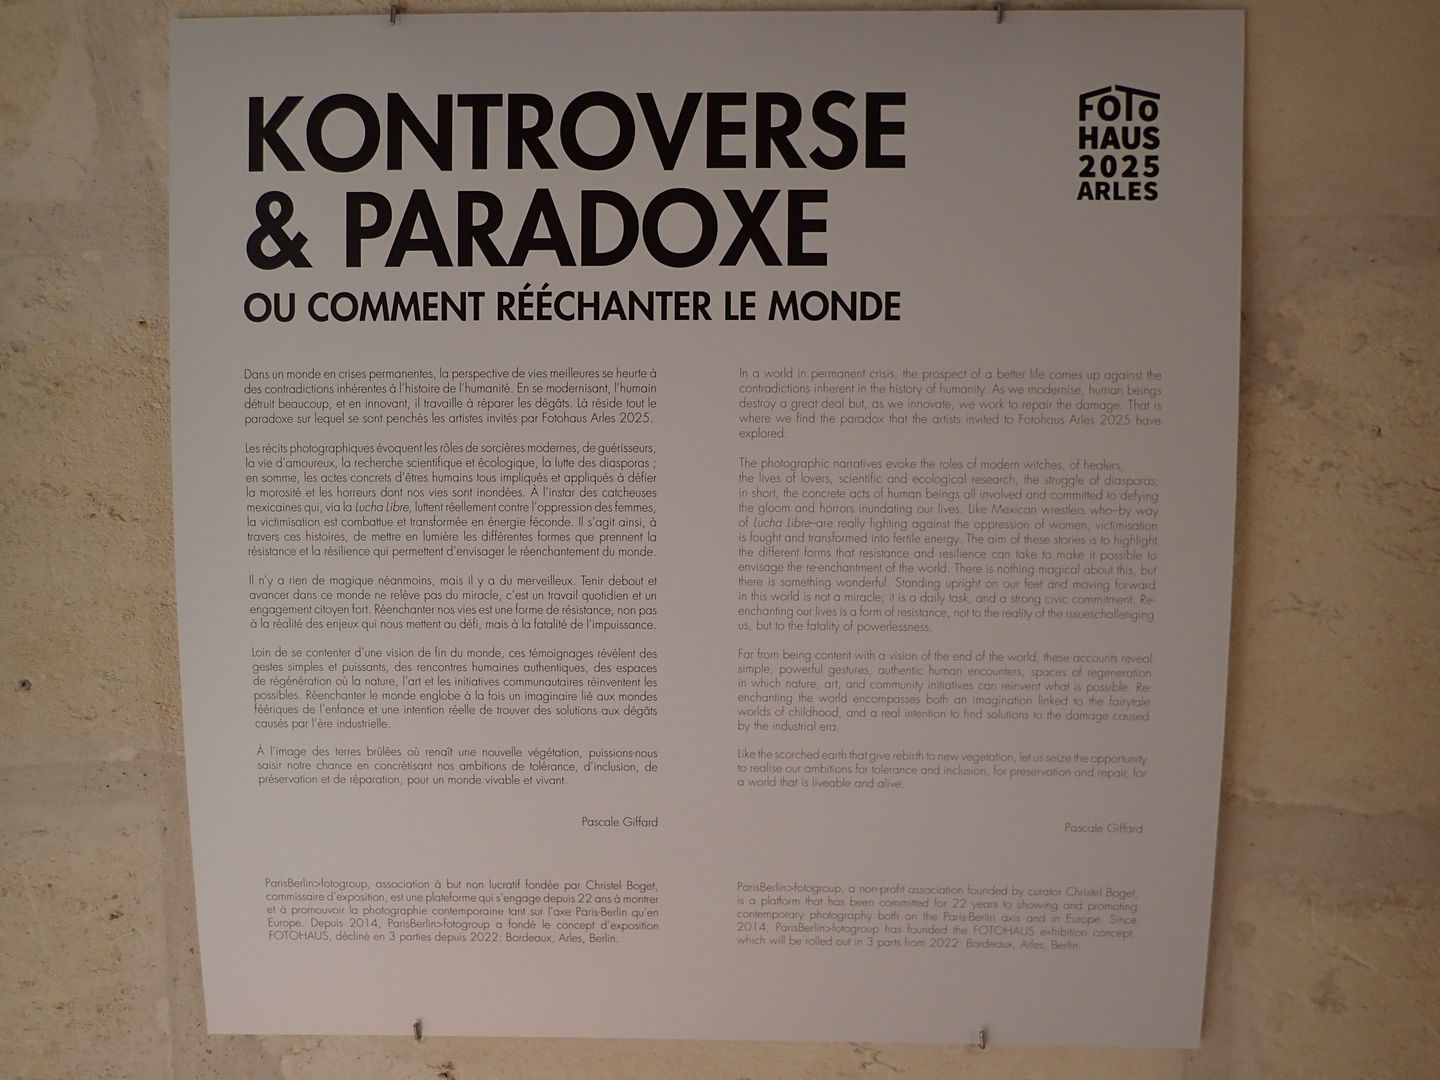 KONTROVERSE
& PARADOXE
OU COMMENT RÉÉCHANTER LE MONDE
FOTO
HAUS
2025
ARLES
Dans un monde en crises permanentes, la perspective de vies meilleures se heurte à
des contradictions inhérentes à l'histoire de l'humanité. En se modernisant, l'humain
détruit beaucoup, et en innovant, il travaille à réparer les dégâts. Là réside tout le
paradoxe sur lequel se sont penchés les artistes invités par Fotohaus Arles 2025.
Les récits photographiques évoquent les rôles de sorcières modernes, de guérisseurs,
la vie d'amoureux, la recherche scientifique et écologique, la lutte des diasporas ;
en somme, les actes concrets d'êtres humains tous impliqués et appliqués à défier
la morosité et les horreurs dont nos vies sont inondées. À l'instar des catcheuses
mexicaines qui, via la Lucha Libre, luttent réellement contre l'oppression des femmes,
la victimisation est combattue et transformée en énergie féconde. Il s'agit ainsi, à
travers ces histoires, de mettre en lumière les différentes formes que prennent la
résistance et la résilience qui permettent d'envisager le réenchantement du monde.
Il n'y a rien de magique néanmoins, mais il y a du merveilleux. Tenir debout et
avancer dans ce monde ne relève pas du miracle, c'est un travail quotidien et un
engagement citoyen fort. Réenchanter nos vies est une forme de résistance, non pas
à la réalité des enjeux qui nous mettent au défi, mais à la fatalité de l'impuissance.
Loin de se contenter d'une vision de fin du monde, ces témoignages révèlent des
gestes simples et puissants, des rencontres humaines authentiques, des espaces
de régénération où la nature, l'art et les initiatives communautaires réinventent les
possibles. Réenchanter le monde englobe à la fois un imaginaire lié aux mondes
féériques de l'enfance et une intention réelle de trouver des solutions aux dégâts
causés par l'ère industrielle.
À l'image des terres brûlées où renaît une nouvelle végétation, puissions-nous
saisir notre chance en concrétisant nos ambitions de tolérance, d'inclusion, de
préservation et de réparation, pour un monde vivable et vivant.
Pascale Giffard
ParisBerlin>fotogroup, association à but non lucratif fondée par Christel Boget,
commissaire d'exposition, est une plateforme qui s'engage depuis 22 ans à montrer
et à promouvoir la photographie contemporaine tant sur l'axe Paris-Berlin qu'en
Europe. Depuis 2014, ParisBerlin>fotogroup a fondé le concept d'exposition
FOTOHAUS, décliné en 3 parties depuis 2022: Bordeaux, Arles, Berlin.
In a world in permanent crisis, the prospect of a better life comes up against the
contradictions inherent in the history of humanity. As we modernise, human beings
destroy a great deal but, as we innovate, we work to repair the damage. That is
where we find the paradox that the artists invited to Fotohaus Arles 2025 have
explored.
The photographic narratives evoke the roles of modern witches, of healers,
the lives of lovers, scientific and ecological research, the struggle of diasporas;
in short, the concrete acts of human beings all involved and committed to defying
the gloom and horrors inundating our lives. Like Mexican wrestlers who–by way
of Lucha Libre–are really fighting against the oppression of women, victimisation
is fought and transformed into fertile energy. The aim of these stories is to highlight
the different forms that resistance and resilience can take to make it possible to
envisage the re-enchantment of the world. There is nothing magical about this, but
there is something wonderful. Standing upright on our feet and moving forward
in this world is not a miracle; it is a daily task, and a strong civic commitment. Re-
enchanting our lives is a form of resistance, not to the reality of the issueschallenging
us, but to the fatality of powerlessness.
Far from being content with a vision of the end of the world, these accounts reveal
simple, powerful gestures, authentic human encounters, spaces of regeneration
in which nature, art, and community initiatives can reinvent what is possible. Re-
enchanting the world encompasses both an imagination linked to the fairytale
worlds of childhood, and a real intention to find solutions to the damage caused
by the industrial era.
Like the scorched earth that give rebirth to new vegetation, let us seize the opportunity
to realise our ambitions for tolerance and inclusion, for preservation and repair, for
a world that is liveable and alive.
Pascale Giffard
ParisBerlin>fotogroup, a non-profit association founded by curator Christel Boget,
is a platform that has been committed for 22 years to showing and promoting
contemporary photography both on the Paris-Berlin axis and in Europe. Since
2014, ParisBerlin>fotogroup has founded the FOTOHAUS exhibition concept,
which will be rolled out in 3 parts from 2022: Bordeaux, Arles, Berlin.